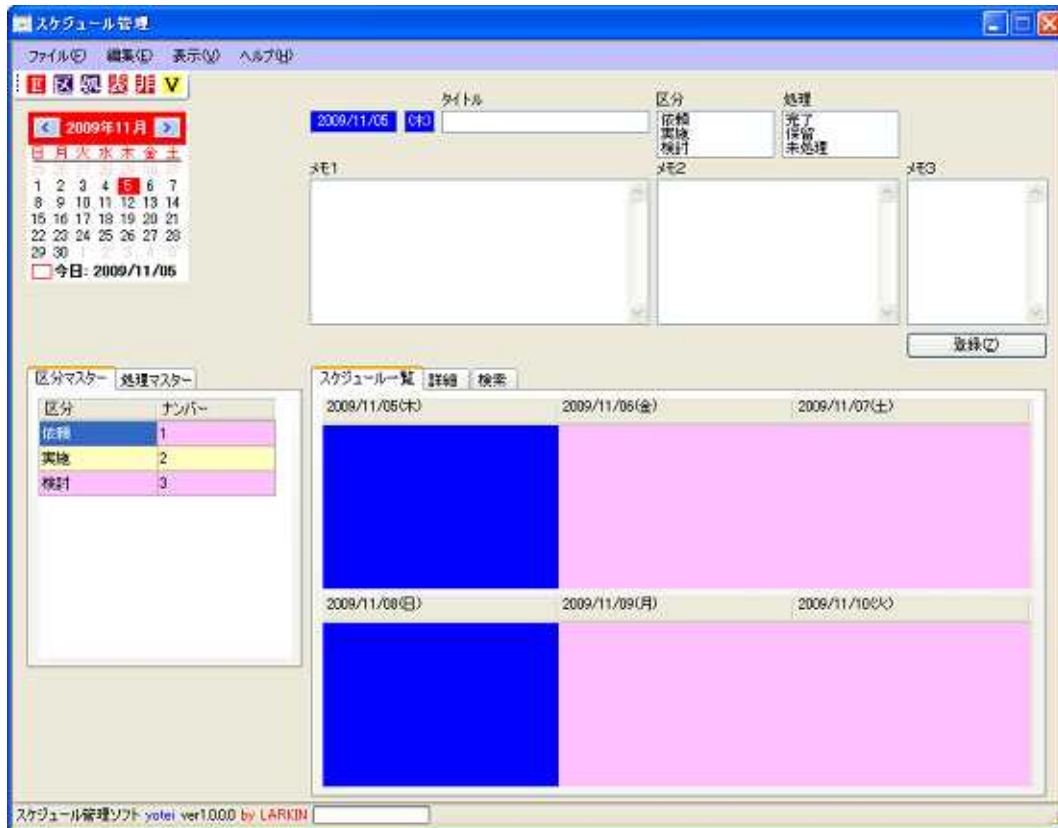 スケジュール管理
ファイル(F) 編集(E) 表示(V) ヘルプ(H)
タイトル 区分 処理
2009/11/05 (木)
依頼
実施
検討
完了
保留
未処理
2009年11月
日 月 火 水 木 金 土
1 2 3 4 5 6 7
8 9 10 11 12 13 14
15 16 17 18 19 20 21
22 23 24 25 26 27 28
29 30 1 2 3 4 5
今日: 2009/11/05
メモ1 メモ2 メモ3
登録(Z)
区分マスター 処理マスター
区分 ナンバー
依頼 1
実施 2
検討 3
スケジュール一覧 詳細 検索
2009/11/05(木) 2009/11/06(金) 2009/11/07(土)
2009/11/08(日) 2009/11/09(月) 2009/11/10(火)
スケジュール管理ソフト yotei ver1.0.0.0 by LARKIN